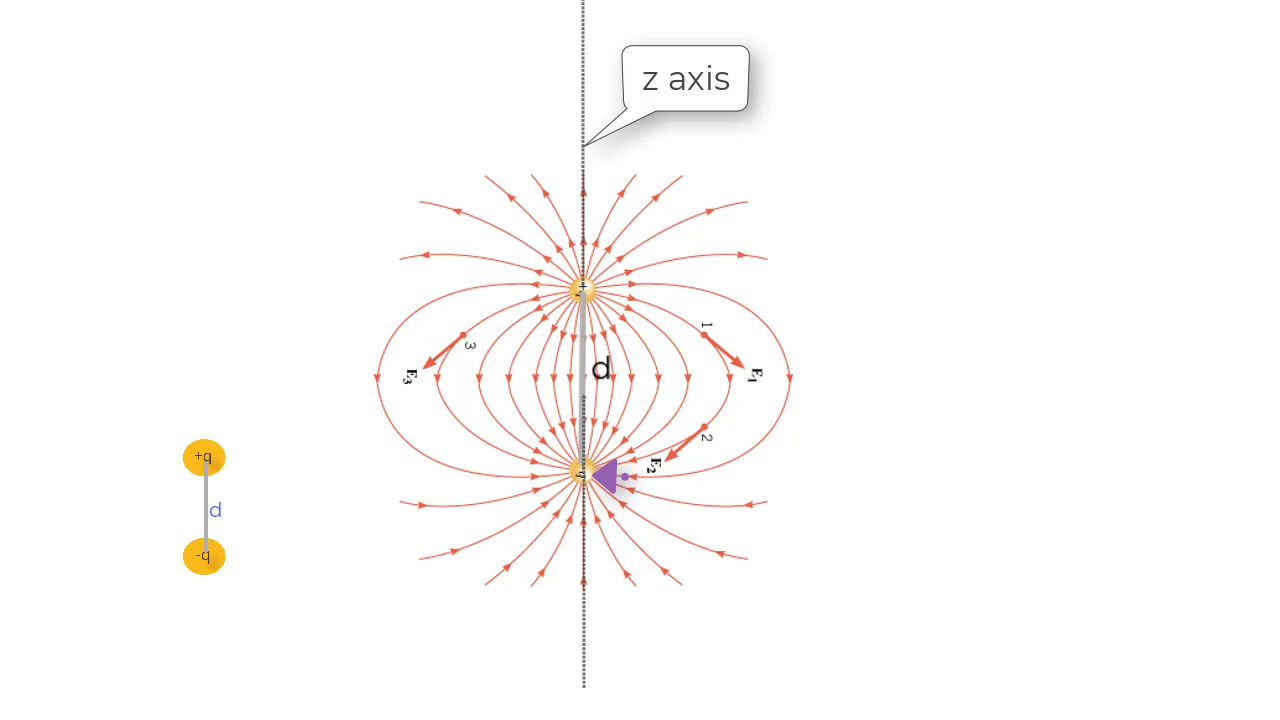 z axis
+
1
3
E₃
E₁
d
2
E₂
+q
d
-q